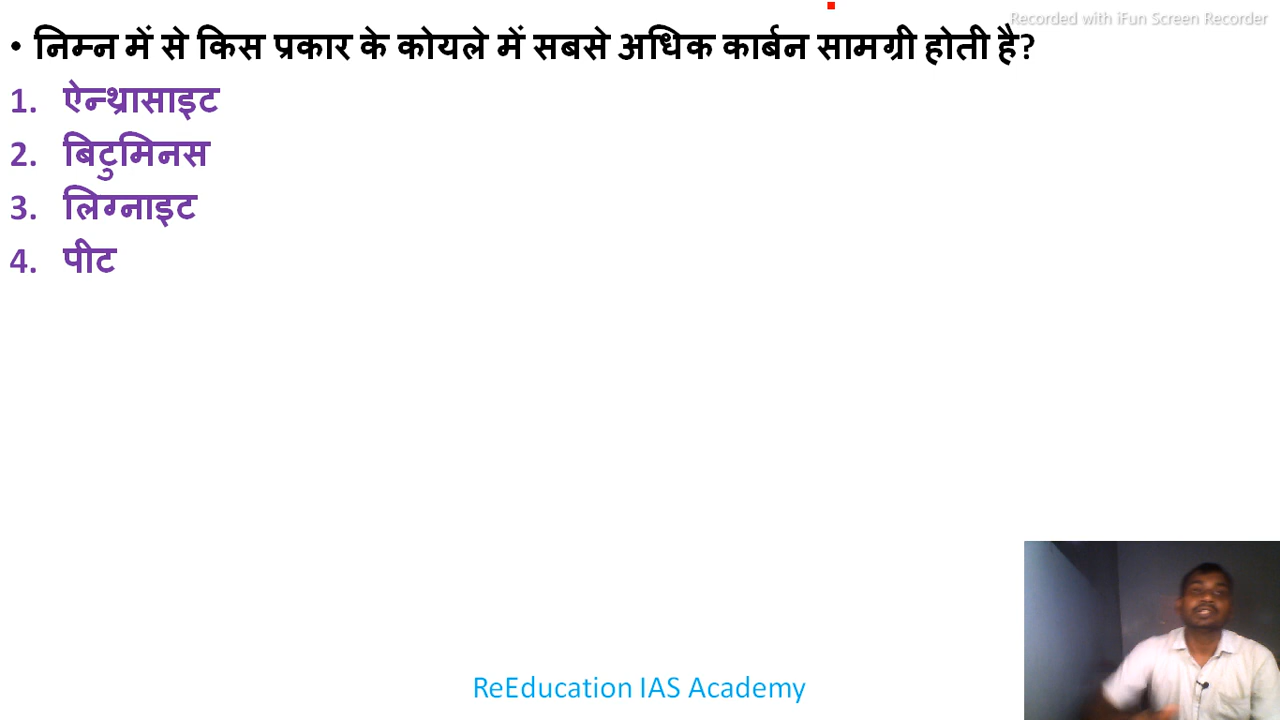 Recorded with iFun Screen Recorder
• निम्न में से किस प्रकार के कोयले में सबसे अधिक कार्बन सामग्री होती है?
1. ऐन्थ्रासाइट
2. बिटुमिनस
3. लिग्नाइट
4. पीट
ReEducation IAS Academy